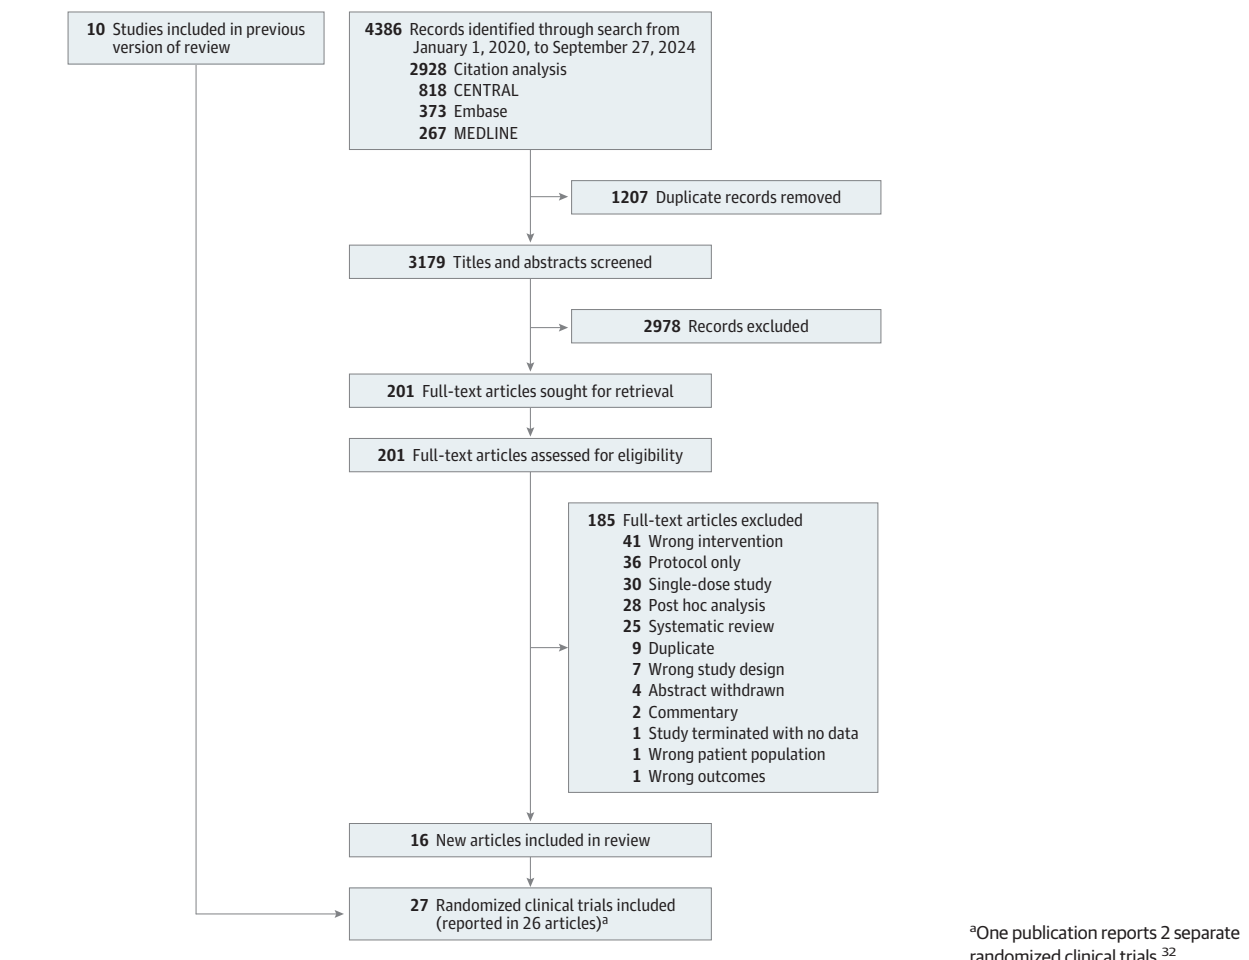 10 Studies included in previous
version of review
4386 Records identified through search from
January 1, 2020, to September 27, 2024
2928 Citation analysis
818 CENTRAL
373 Embase
267 MEDLINE
1207 Duplicate records removed
3179 Titles and abstracts screened
2978 Records excluded
201 Full-text articles sought for retrieval
201 Full-text articles assessed for eligibility
185 Full-text articles excluded
41 Wrong intervention
36 Protocol only
30 Single-dose study
28 Post hoc analysis
25 Systematic review
9 Duplicate
7 Wrong study design
4 Abstract withdrawn
2 Commentary
1 Study terminated with no data
1 Wrong patient population
1 Wrong outcomes
16 New articles included in review
27 Randomized clinical trials included
(reported in 26 articles)a
aOne publication reports 2 separate
randomized clinical trials.32